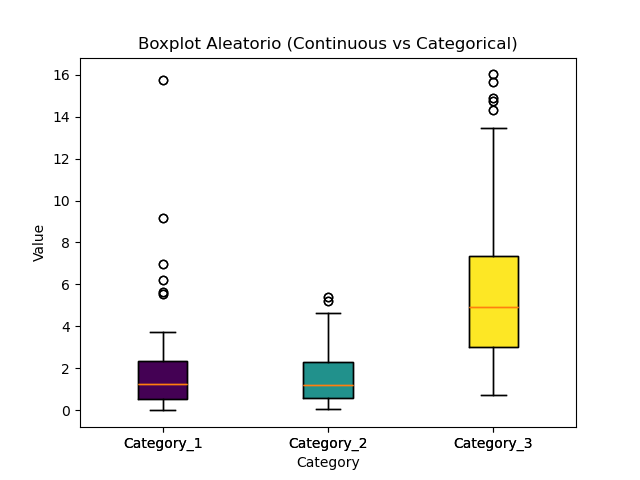 Boxplot Aleatorio (Continuous vs Categorical)
16
14
12
10
8
6
4
2
0
Value
Category_1 Category_2 Category_3
Category